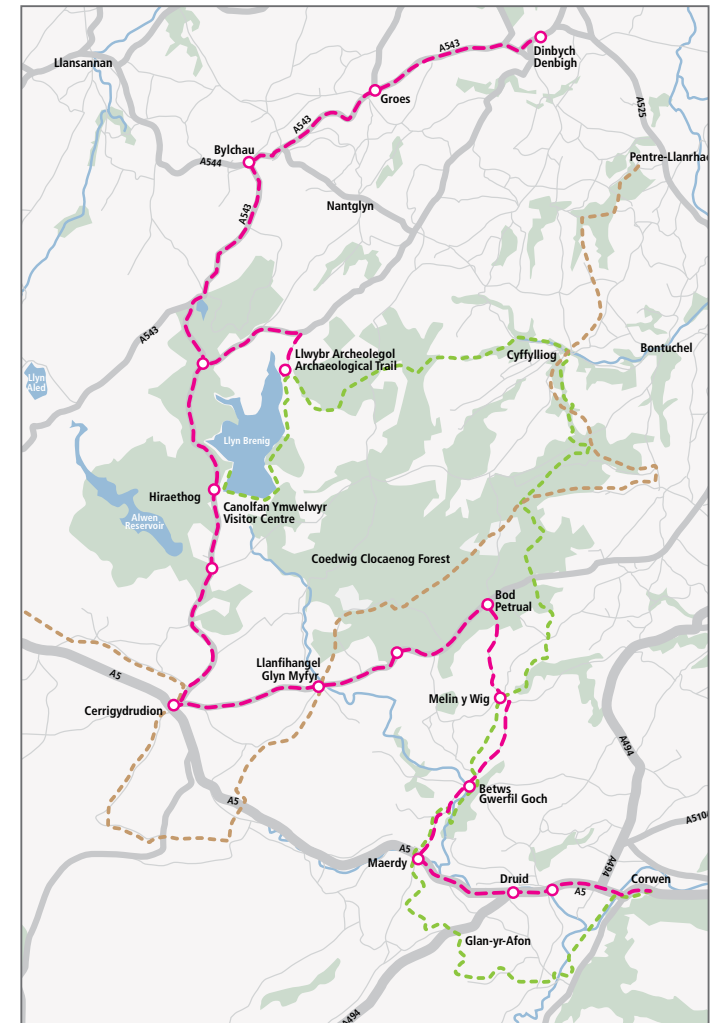 A543
Dinbych
Denbigh
Llansannan
Groes
A525
A543
Bylchau
A544
Pentre-Llanrha
Nantglyn
A543
A543
Llwybr Archeolegol
Archaeological Trail
Cyffylliog
Bontuchel
Llyn
Aled
Llyn Brenig
Hiraethog
Canolfan Ymwelwyr
Visitor Centre
Alwen
Reservoir
Coedwig Clocaenog Forest
Bod
Petrual
Llanfihangel
Glyn Myfyr
A5
Melin y Wig
Cerrigydrudion
A494
Betws
Gwerfil Goch
A5
A510
A5
Maerdy
A494
Druid
Corwen
A5
Glan-yr-Afon
A494